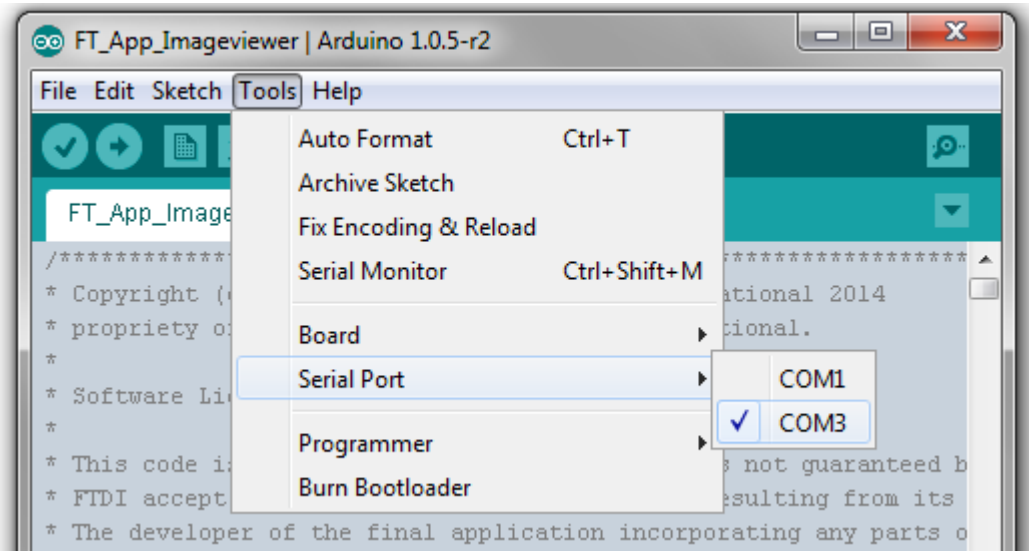 FT_App_Imageviewer | Arduino 1.0.5-r2
File Edit Sketch Tools Help
Auto Format Ctrl+T
Archive Sketch
FT_App_Image
Fix Encoding & Reload
Serial Monitor Ctrl+Shift+M
Board
Serial Port
COM1
COM3
Programmer
Burn Bootloader
/************* ******************
* Copyright ( ational 2014
* propriety o tional.
*
* Software Li
*
* This code i s not guaranteed b
* FTDI accept esulting from its
* The developer of the final application incorporating any parts o